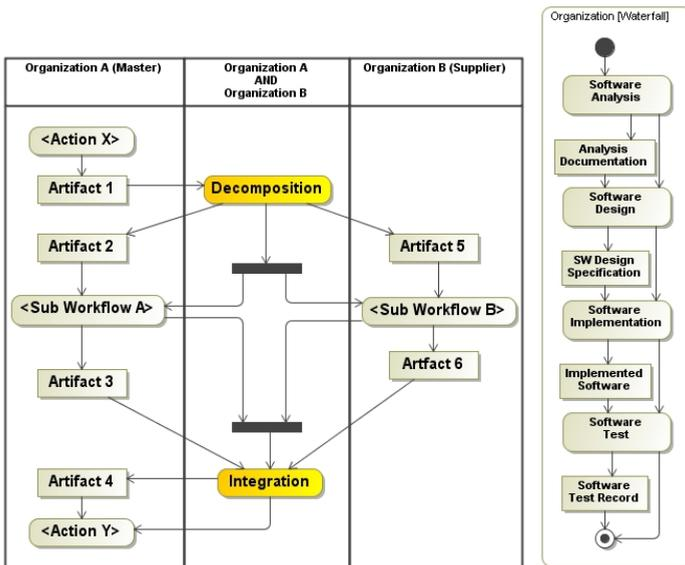 Organization A (Master)
Organization A
AND
Organization B
Organization B (Supplier)
<Action X>
Artifact 1
Decomposition
Artifact 2
Artifact 5
<Sub Workflow A>
<Sub Workflow B>
Artifact 3
Artfact 6
Artifact 4
Integration
<Action Y>
Organization [Waterfall]
Software
Analysis
Analysis
Documentation
Software
Design
SW Design
Specification
Software
Implementation
Implemented
Software
Software
Test
Software
Test Record